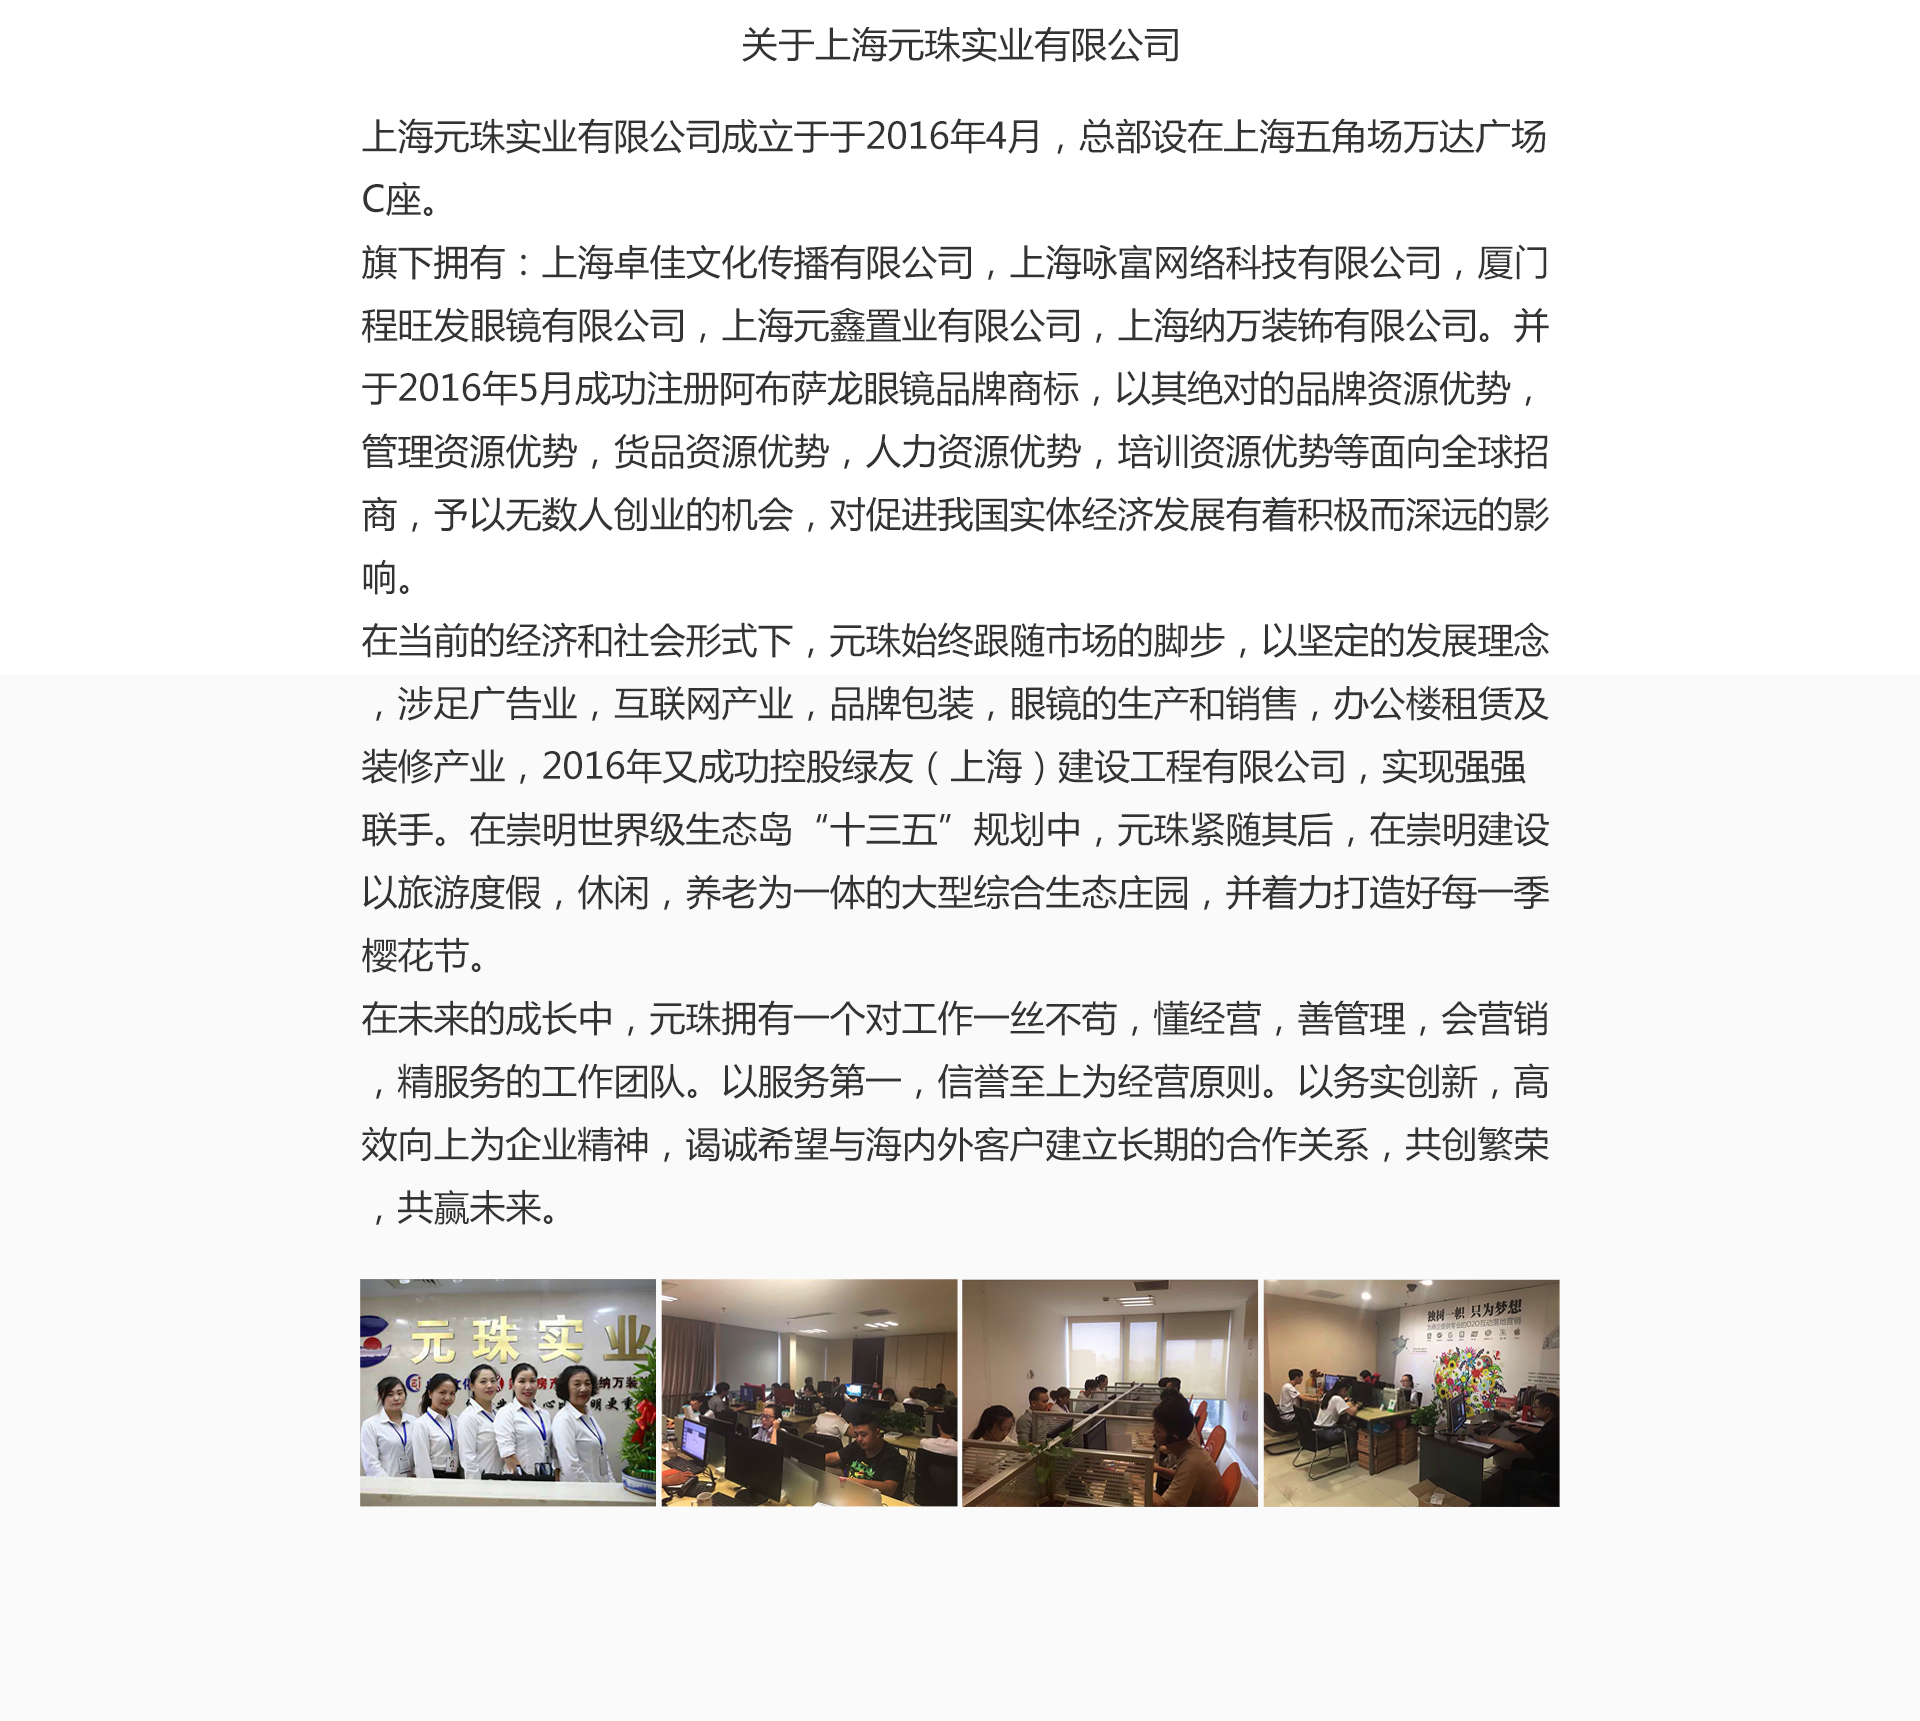 关于上海元珠实业有限公司
上海元珠实业有限公司成立于于2016年4月，总部设在上海五角场万达广场
C座。
旗下拥有：上海卓佳文化传播有限公司，上海咏富网络科技有限公司，厦门
程旺发眼镜有限公司，上海元鑫置业有限公司，上海纳万装钸有限公司。并
于2016年5月成功注册阿布萨龙眼镜品牌商标，以其绝对的品牌资源优势，
管理资源优势，货品资源优势，人力资源优势，培训资源优势等面向全球招
商，予以无数人创业的机会，对促进我国实体经济发展有着积极而深远的影
响。
在当前的经济和社会形式下，元珠始终跟随市场的脚步，以坚定的发展理念
，涉足广告业，互联网产业，品牌包装，眼镜的生产和销售，办公楼租赁及
装修产业，2016年又成功控股绿友（上海）建设工程有限公司，实现强强
联手。在崇明世界级生态岛“十三五”规划中，元珠紧随其后，在崇明建设
以旅游度假，休闲，养老为一体的大型综合生态庄园，并着力打造好每一季
樱花节。
在未来的成长中，元珠拥有一个对工作一丝不苟，懂经营，善管理，会营销
，精服务的工作团队。以服务第一，信誉至上为经营原则。以务实创新，高
效向上为企业精神，谒诚希望与海内外客户建立长期的合作关系，共创繁荣
，共赢未来。
元珠实业
房产 纳万装
心 明更重
独树一帜 只为梦想